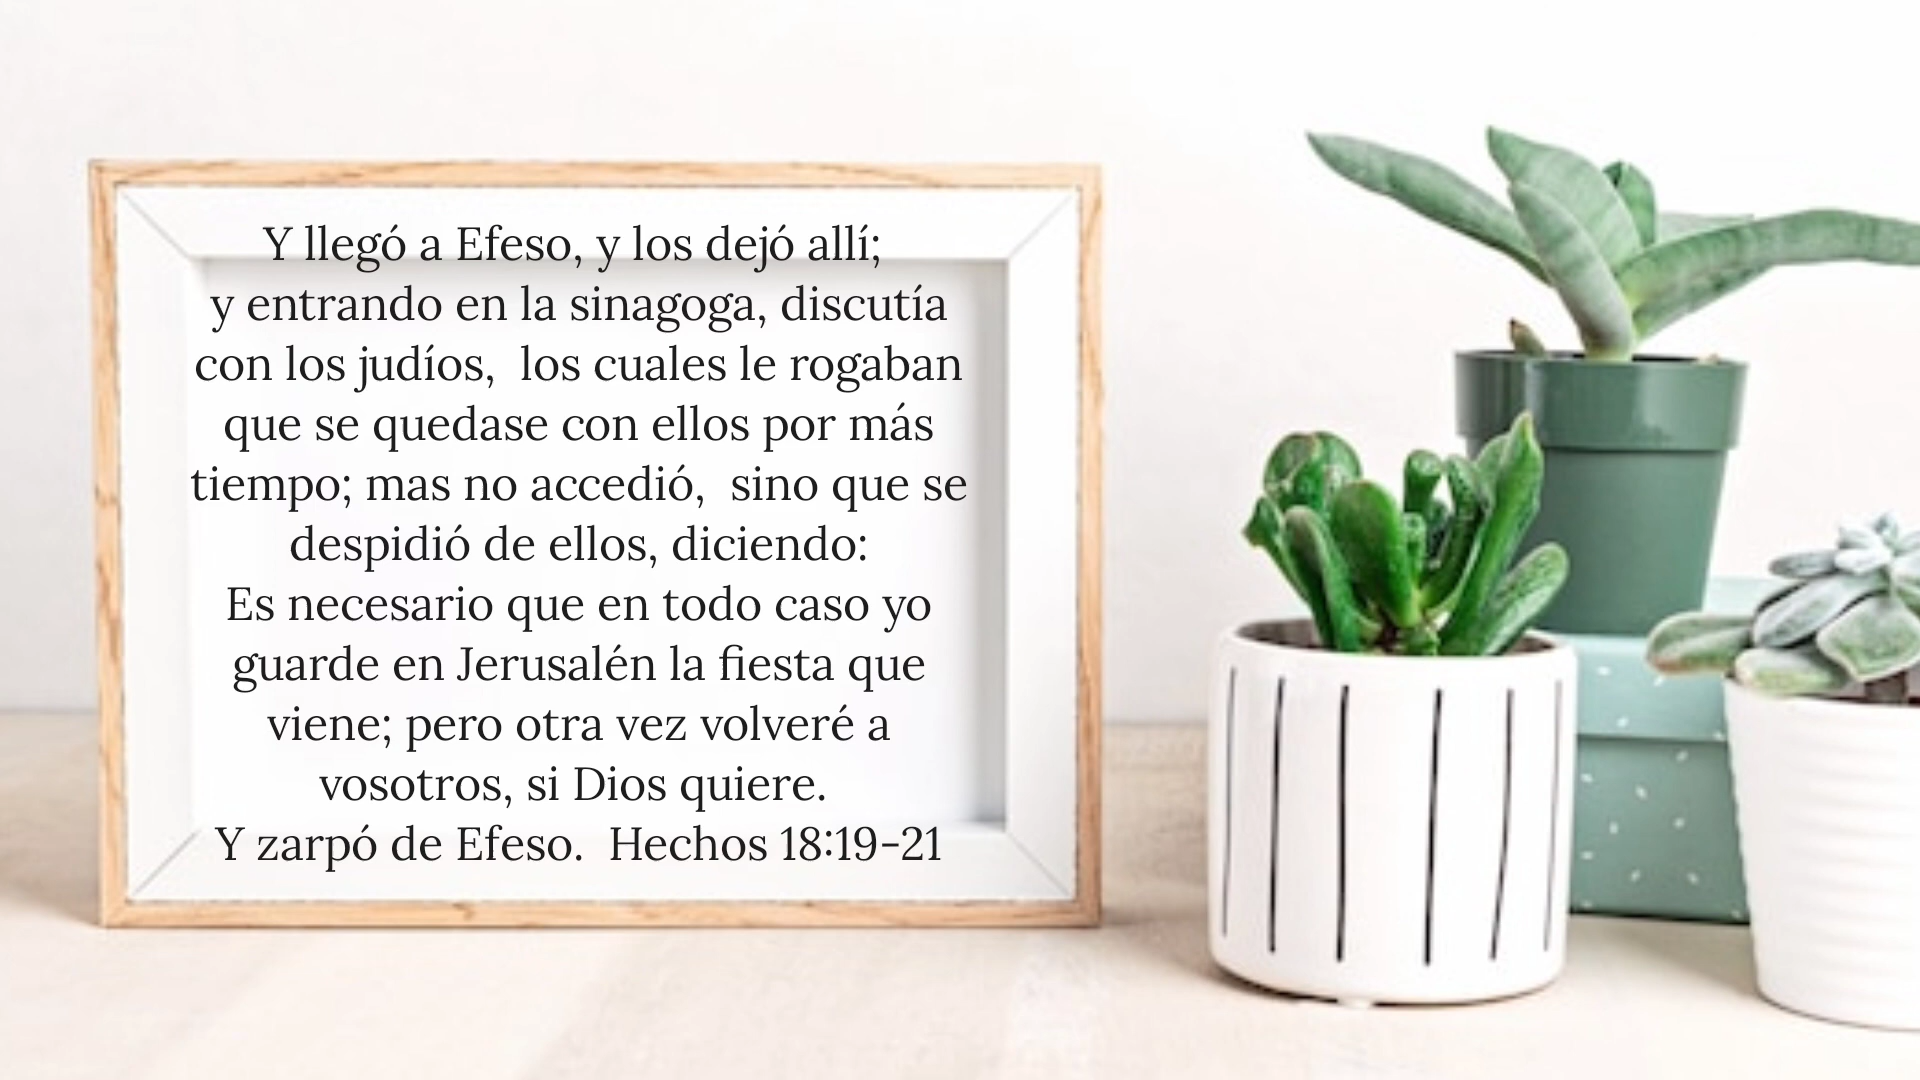 Y llegó a Efeso, y los dejó allí;
y entrando en la sinagoga, discutía
con los judíos,  los cuales le rogaban
que se quedase con ellos por más
tiempo; mas no accedió,  sino que se
despidió de ellos, diciendo:
Es necesario que en todo caso yo
guarde en Jerusalén la fiesta que
viene; pero otra vez volveré a
vosotros, si Dios quiere.
Y zarpó de Efeso.  Hechos 18:19-21